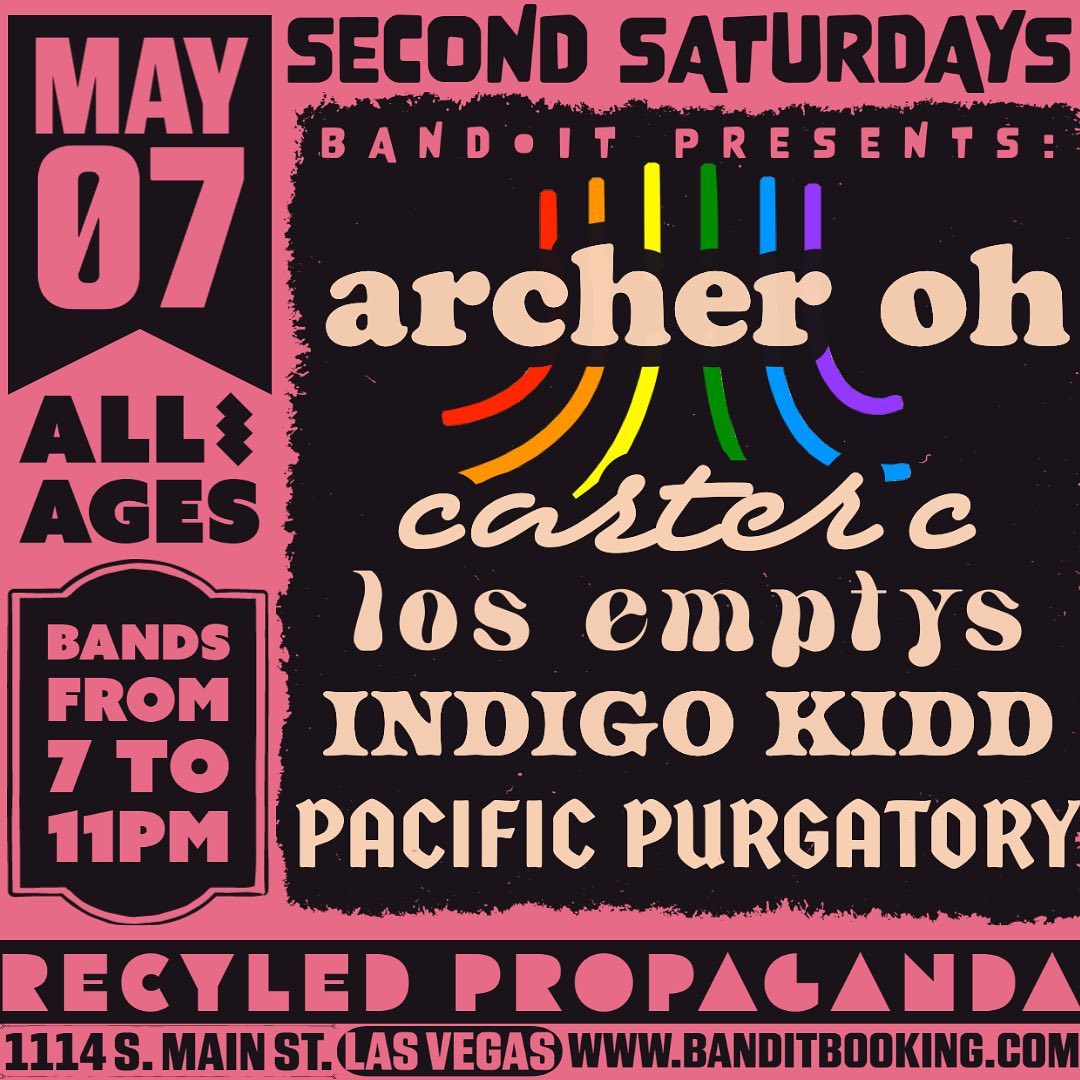 MAY
07
ALL
AGES
BANDS
FROM
7 TO
11PM
SECOND SATURDAYS
BAND•IT PRESENTS:
archer oh
carter c
los emptys
INDIGO KIDD
PACIFIC PURGATORY
RECYLED PROPAGANDA
1114 S. MAIN ST. LAS VEGAS WWW.BANDITBOOKING.COM